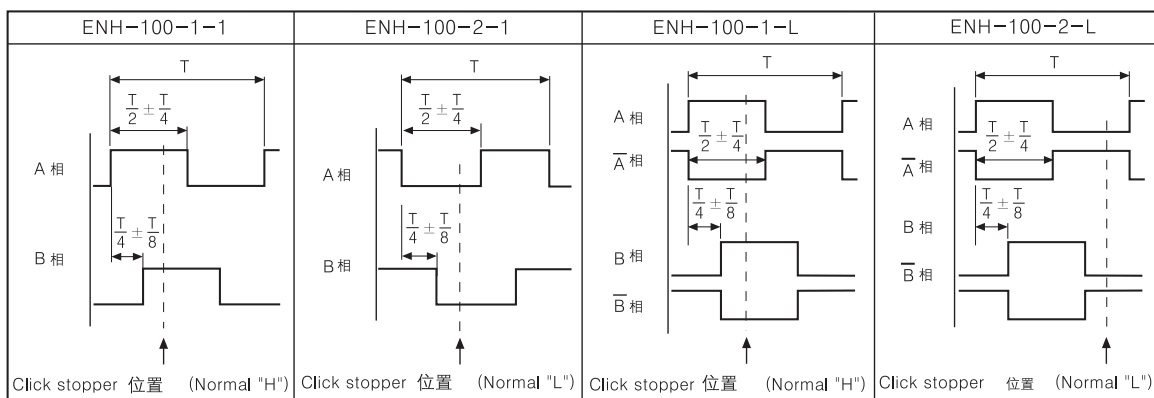 ENH-100-1-1
T
T/2 ± T/4
A 相
T/4 ± T/8
B 相
Click stopper 位置 (Normal "H")
ENH-100-2-1
T
T/2 ± T/4
A 相
T/4 ± T/8
B 相
Click stopper 位置 (Normal "L")
ENH-100-1-L
T
A 相
T/2 ± T/4
A̅ 相
T/4 ± T/8
B 相
B̅ 相
Click stopper 位置 (Normal "H")
ENH-100-2-L
T
A 相
T/2 ± T/4
A̅ 相
T/4 ± T/8
B 相
B̅ 相
Click stopper 位置 (Normal "L")